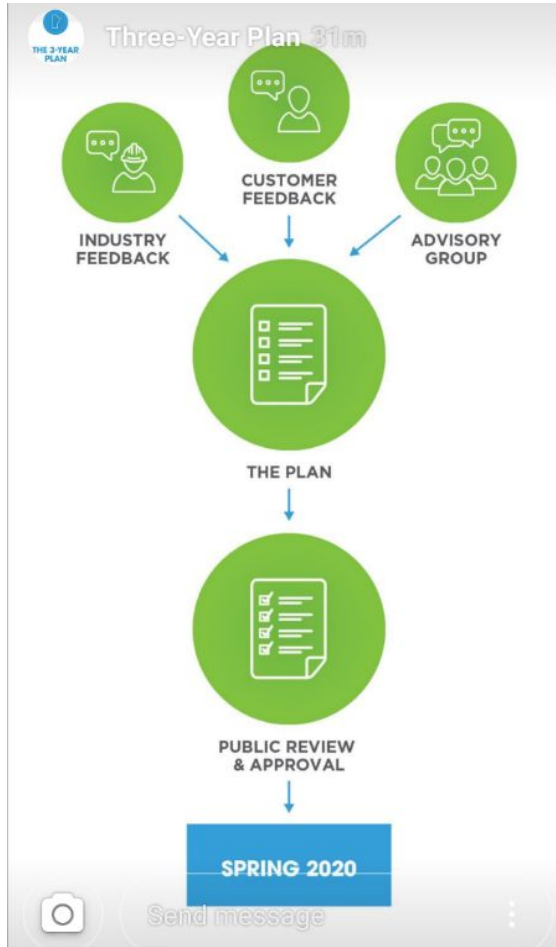 THE 3-YEAR
PLAN
Three-Year Plan 31m
CUSTOMER
FEEDBACK
INDUSTRY
FEEDBACK
ADVISORY
GROUP
THE PLAN
PUBLIC REVIEW
& APPROVAL
SPRING 2020
Send message